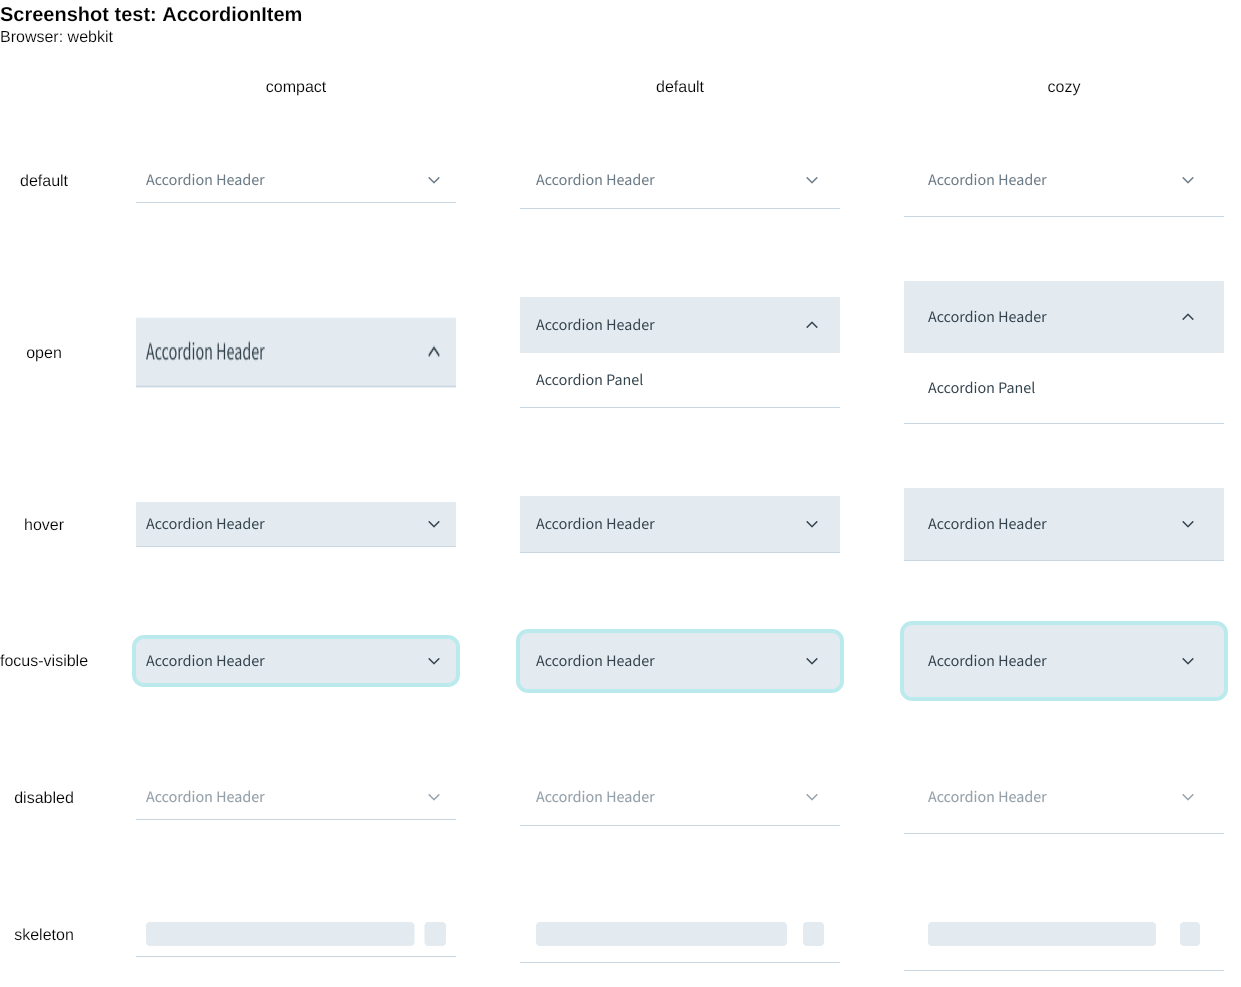 Screenshot test: AccordionItem
Browser: webkit
compact default cozy
default Accordion Header Accordion Header Accordion Header
open Accordion Header Accordion Header Accordion Header
Accordion Panel Accordion Panel
hover Accordion Header Accordion Header Accordion Header
focus-visible Accordion Header Accordion Header Accordion Header
disabled Accordion Header Accordion Header Accordion Header
skeleton